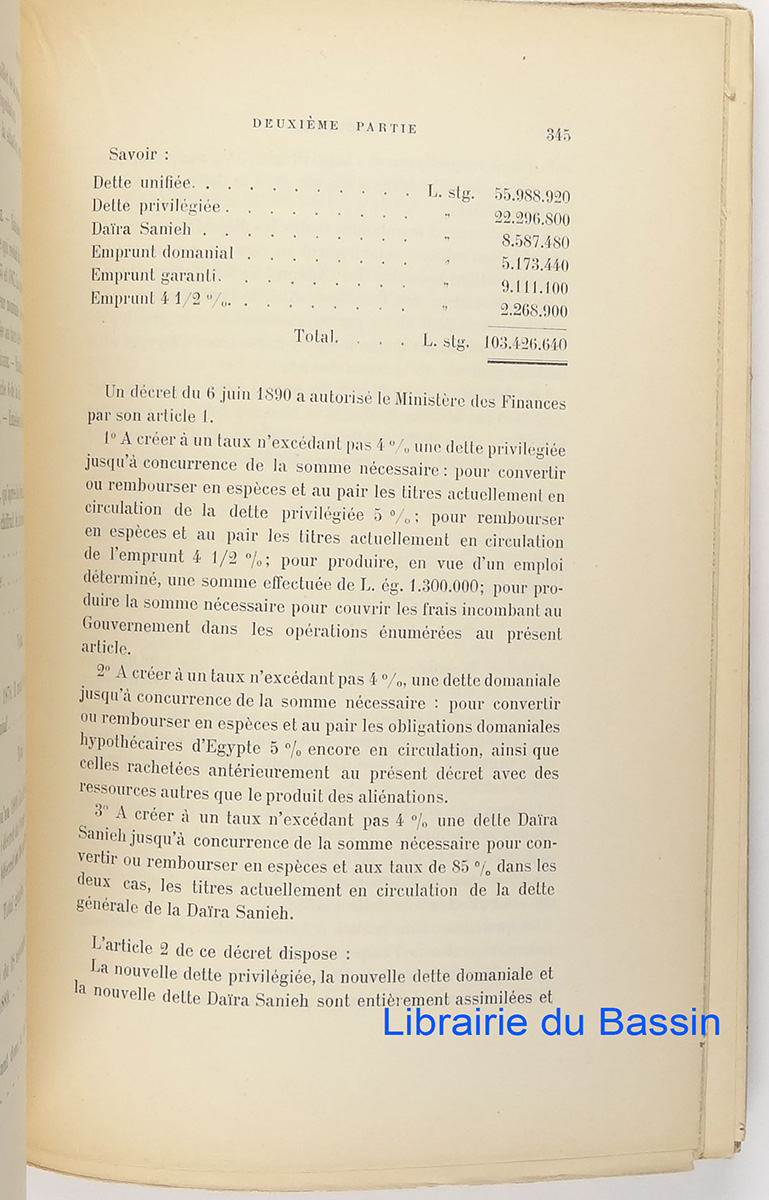 DEUXIÈME PARTIE 345
Savoir :
Dette unifiée. . . . . . . . . . . L. stg. 55.988.920
Dette privilégiée . . . . . . . . . " 22.296.800
Daïra Sanieh . . . . . . . . . . " 8.587.480
Emprunt domanial . . . . . . . . " 5.173.440
Emprunt garanti. . . . . . . . . " 9.111.100
Emprunt 4 1/2 %. . . . . . . . . " 2.268.900
Total. . . . . L. stg. 103.426.640
Un décret du 6 juin 1890 a autorisé le Ministère des Finances
par son article 1.
1° A créer à un taux n'excédant pas 4 % une dette privilegiée
jusqu'à concurrence de la somme nécessaire : pour convertir
ou rembourser en espèces et au pair les titres actuellement en
circulation de la dette privilégiée 5 % ; pour rembourser
en espèces et au pair les titres actuellement en circulation
de l'emprunt 4 1/2 % ; pour produire, en vue d'un emploi
déterminé, une somme effectuée de L. ég. 1.300.000; pour pro-
duire la somme nécessaire pour couvrir les frais incombant au
Gouvernement dans les opérations énumérées au présent
article.
2° A créer à un taux n'excédant pas 4 %, une dette domaniale
jusqu'à concurrence de la somme nécessaire : pour convertir
ou rembourser en espèces et au pair les obligations domaniales
hypothécaires d'Egypte 5 % encore en circulation, ainsi que
celles rachetées antérieurement au présent décret avec des
ressources autres que le produit des aliénations.
3° A créer à un taux n'excédant pas 4 % une dette Daïra
Sanieh jusqu'à concurrence de la somme nécessaire pour con-
vertir ou rembourser en espèces et aux taux de 85 % dans les
deux cas, les titres actuellement en circulation de la dette
générale de la Daïra Sanieh.
L'article 2 de ce décret dispose :
La nouvelle dette privilégiée, la nouvelle dette domaniale et
la nouvelle dette Daïra Sanieh sont entièrement assimilées et
Librairie du Bassin